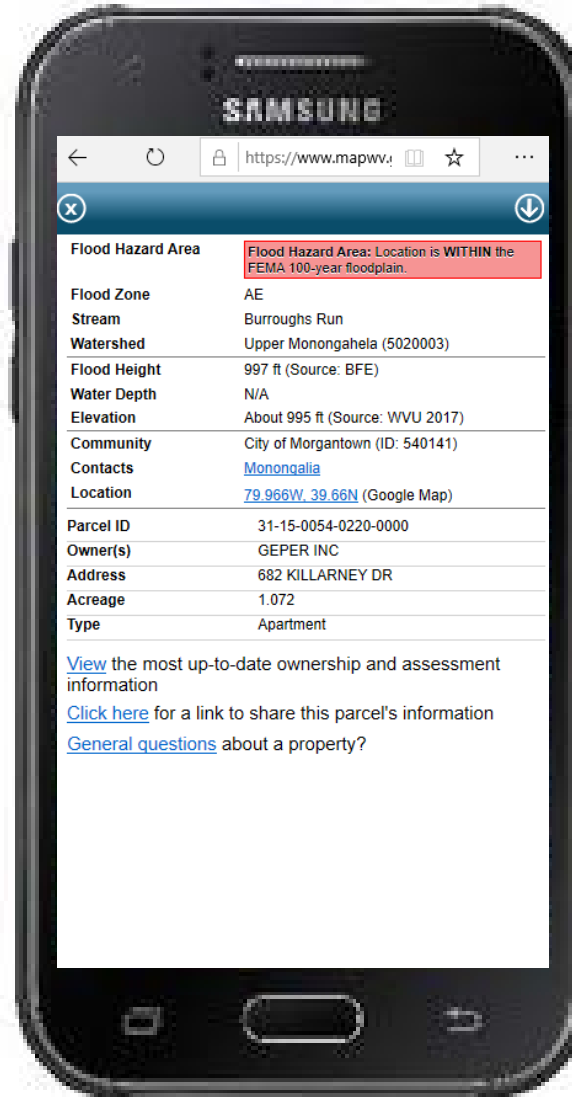 SAMSUNG
https://www.mapwv.
...
x
Flood Hazard Area Flood Hazard Area: Location is WITHIN the
FEMA 100-year floodplain.
Flood Zone AE
Stream Burroughs Run
Watershed Upper Monongahela (5020003)
Flood Height 997 ft (Source: BFE)
Water Depth N/A
Elevation About 995 ft (Source: WVU 2017)
Community City of Morgantown (ID: 540141)
Contacts Monongalia
Location 79.966W, 39.66N (Google Map)
Parcel ID 31-15-0054-0220-0000
Owner(s) GEPER INC
Address 682 KILLARNEY DR
Acreage 1.072
Type Apartment
View the most up-to-date ownership and assessment
information
Click here for a link to share this parcel's information
General questions about a property?